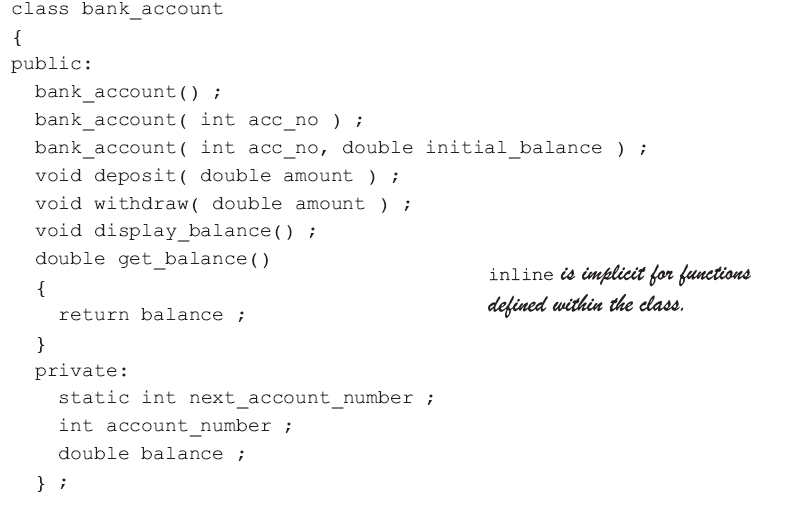 class bank_account
{
public:
bank_account() ;
bank_account( int acc_no ) ;
bank_account( int acc_no, double initial_balance ) ;
void deposit( double amount ) ;
void withdraw( double amount ) ;
void display_balance() ;
double get_balance()
{
return balance ;
}
inline is implicit for functions
defined within the class.
private:
static int next_account_number ;
int account_number ;
double balance ;
} ;